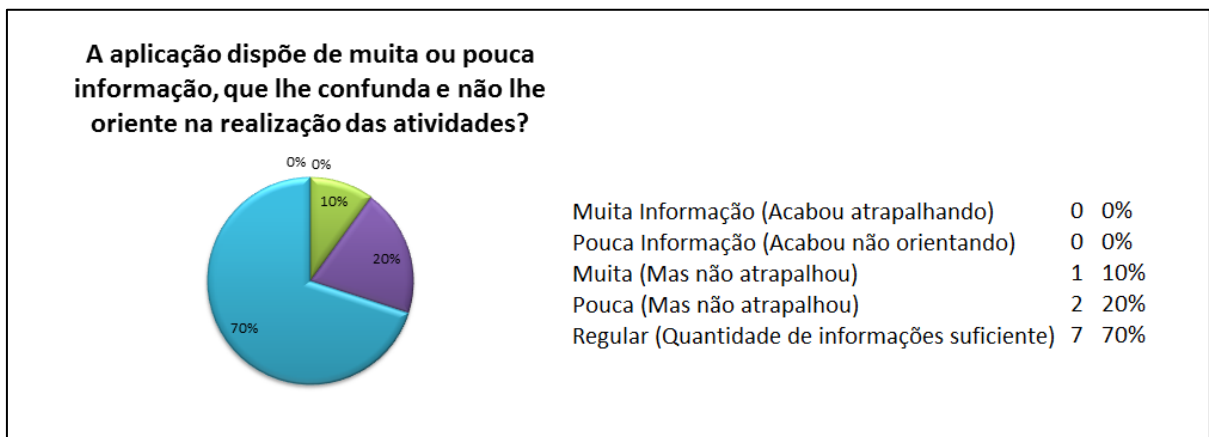 A aplicação dispõe de muita ou pouca
informação, que lhe confunda e não lhe
oriente na realização das atividades?
0% 0%
10%
20%
70%
Muita Informação (Acabou atrapalhando) 0 0%
Pouca Informação (Acabou não orientando) 0 0%
Muita (Mas não atrapalhou) 1 10%
Pouca (Mas não atrapalhou) 2 20%
Regular (Quantidade de informações suficiente) 7 70%